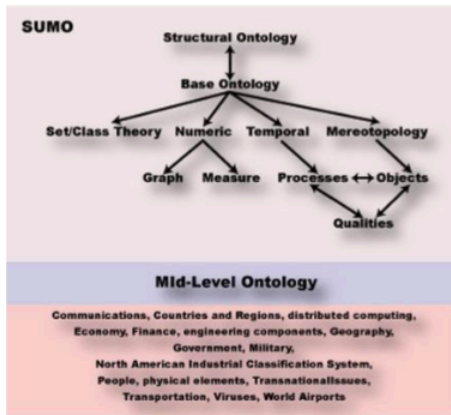 SUMO
Structural Ontology
Base Ontology
Set/Class Theory Numeric Temporal Mereotopology
Graph Measure Processes Objects
Qualities
MId-Level Ontology
Communications, Countries and Regions, distributed computing,
Economy, Finance, engineering components, Geography,
Government, Military,
North American Industrial Classification System,
People, physical elements, TransnationalIssues,
Transportation, Viruses, World Airports